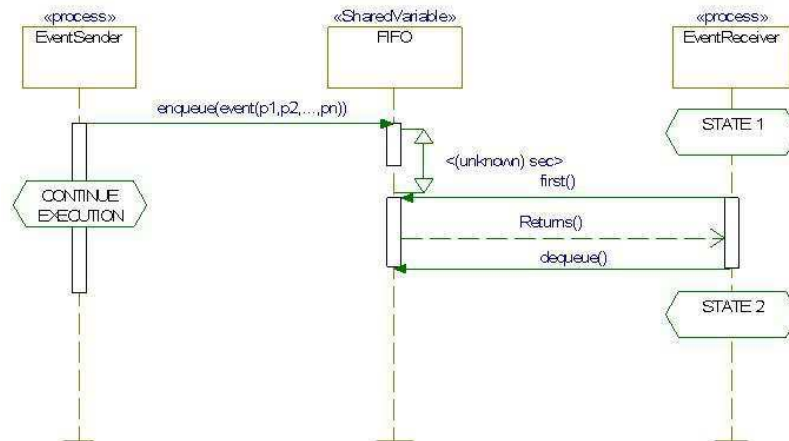 «process»
EventSender
«SharedVariable»
FIFO
«process»
EventReceiver
enqueue(event(p1,p2,...,pn))
STATE 1
<(unknown) sec>
first()
CONTINUE
EXECUTION
Returns()
dequeue()
STATE 2